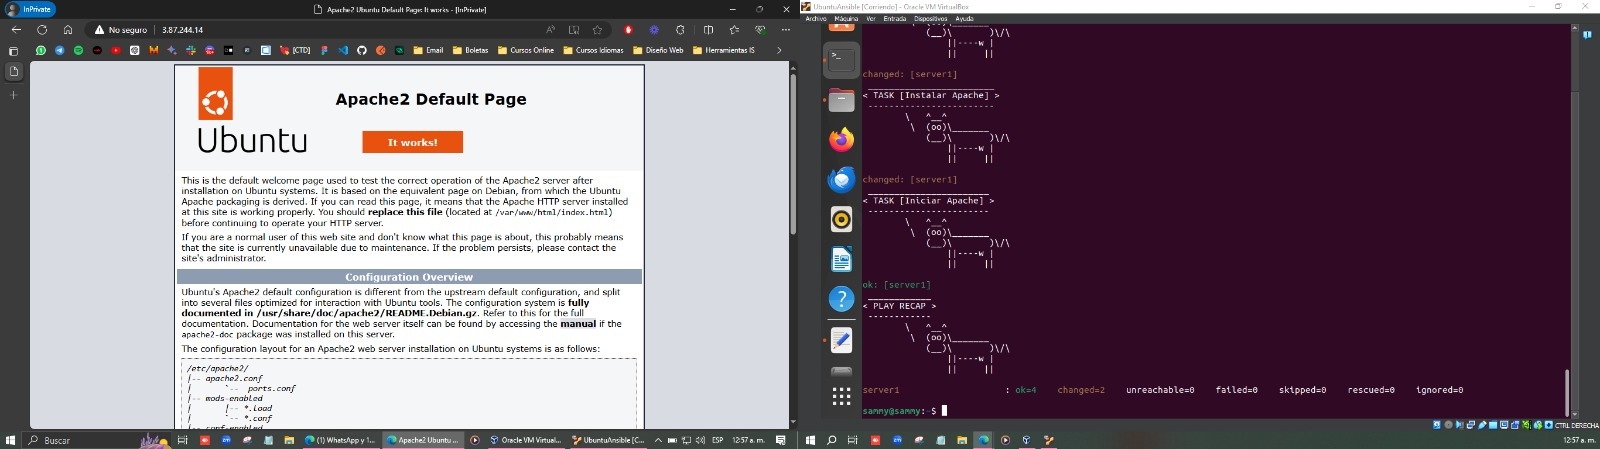 InPrivate
Apache2 Ubuntu Default Page: It works - [InPrivate]
No seguro
3.87.244.14
[CTD]
Email
Boletas
Cursos Online
Cursos Idiomas
Diseño Web
Herramientas IS
Apache2 Default Page
Ubuntu
It works!
This is the default welcome page used to test the correct operation of the Apache2 server after
installation on Ubuntu systems. It is based on the equivalent page on Debian, from which the Ubuntu
Apache packaging is derived. If you can read this page, it means that the Apache HTTP server installed
at this site is working properly. You should replace this file (located at /var/www/html/index.html)
before continuing to operate your HTTP server.
If you are a normal user of this web site and don't know what this page is about, this probably means
that the site is currently unavailable due to maintenance. If the problem persists, please contact the
site's administrator.
Configuration Overview
Ubuntu's Apache2 default configuration is different from the upstream default configuration, and split
into several files optimized for interaction with Ubuntu tools. The configuration system is fully
documented in /usr/share/doc/apache2/README.Debian.gz. Refer to this for the full
documentation. Documentation for the web server itself can be found by accessing the manual if the
apache2-doc package was installed on this server.
The configuration layout for an Apache2 web server installation on Ubuntu systems is as follows:
/etc/apache2/
|-- apache2.conf
|       `--  ports.conf
|-- mods-enabled
|       |-- *.load
|       `-- *.conf
|-- conf-enabled
Buscar
(1) WhatsApp y 1...
Apache2 Ubuntu ...
Oracle VM Virtual...
UbuntuAnsible [C...
ESP
12:57 a. m.
UbuntuAnsible [Corriendo] - Oracle VM VirtualBox
Archivo Máquina Ver Entrada Dispositivos Ayuda
(__)\       )\/\
||----w |
||     ||
changed: [server1]
< TASK [Instalar Apache] >
------------------------
\   ^__^
\  (oo)\_______
(__)\       )\/\
||----w |
||     ||
changed: [server1]
< TASK [Iniciar Apache] >
-----------------------
\   ^__^
\  (oo)\_______
(__)\       )\/\
||----w |
||     ||
ok: [server1]
< PLAY RECAP >
------------
\   ^__^
\  (oo)\_______
(__)\       )\/\
||----w |
||     ||
server1 : ok=4 changed=2 unreachable=0 failed=0 skipped=0 rescued=0 ignored=0
sammy@sammy:~$
CTRL DERECHA
12:57 a. m.